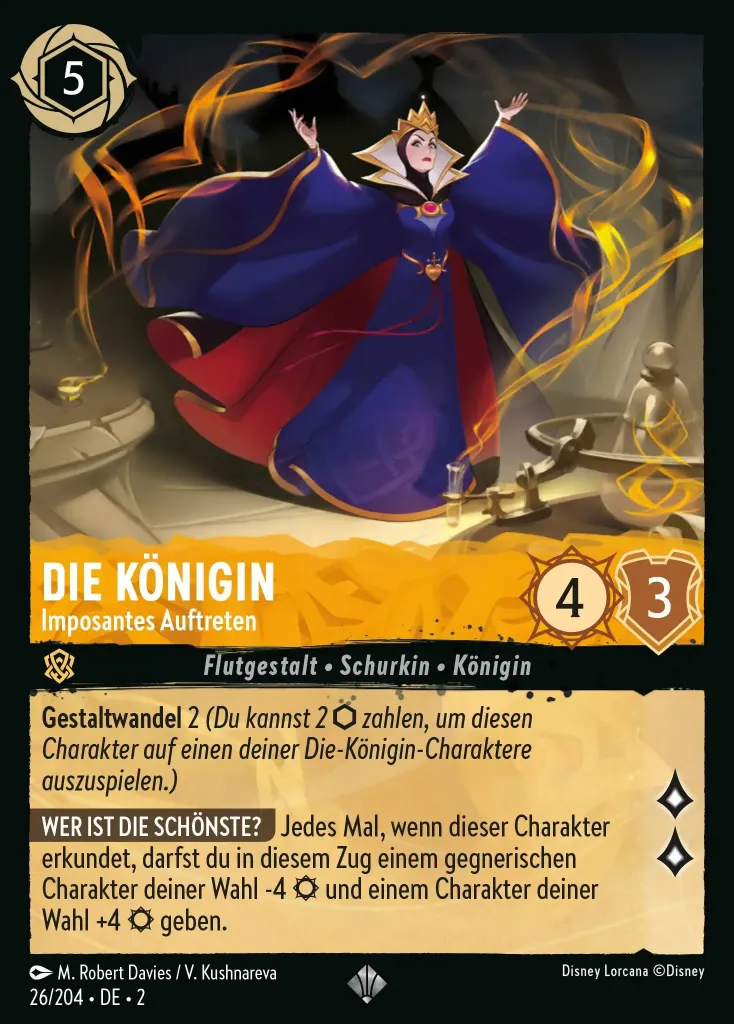 5
DIE KÖNIGIN
Imposantes Auftreten
4
3
Flutgestalt • Schurkin • Königin
Gestaltwandel 2 (Du kannst 2 ⬡ zahlen, um diesen
Charakter auf einen deiner Die-Königin-Charaktere
auszuspielen.)
WER IST DIE SCHÖNSTE? Jedes Mal, wenn dieser Charakter
erkundet, darfst du in diesem Zug einem gegnerischen
Charakter deiner Wahl -4 ¤ und einem Charakter deiner
Wahl +4 ¤ geben.
M. Robert Davies / V. Kushnareva
Disney Lorcana ©Disney
26/204 • DE • 2